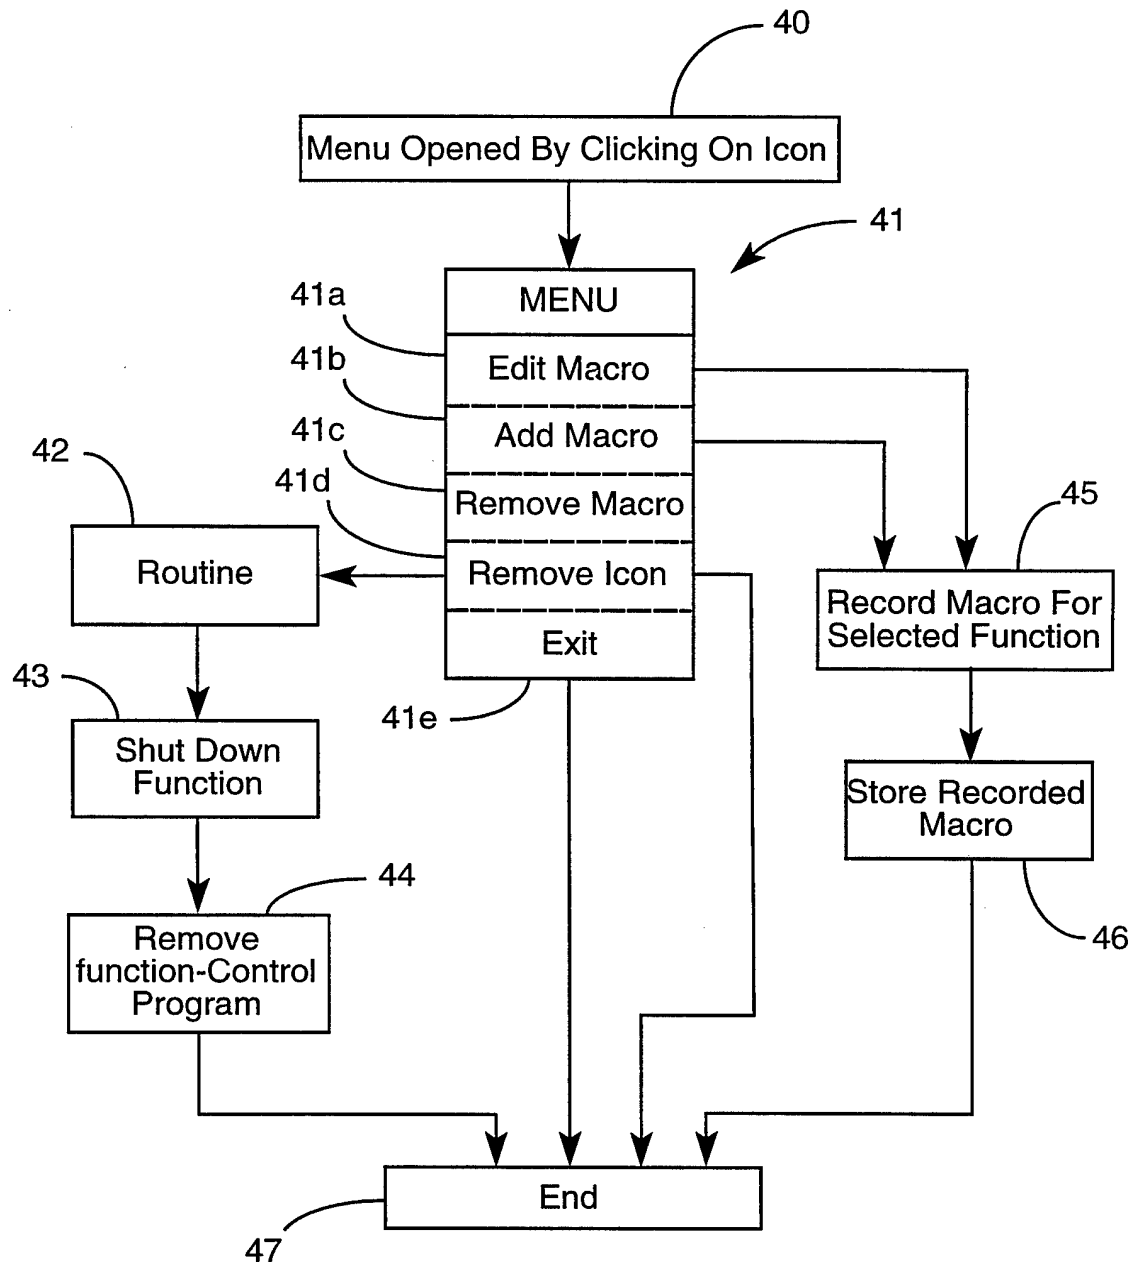 40
Menu Opened By Clicking On Icon
41
MENU
41a
Edit Macro
41b
Add Macro
41c
Remove Macro
41d
Remove Icon
Exit
41e
42
Routine
43
Shut Down
Function
44
Remove
function-Control
Program
45
Record Macro For
Selected Function
Store Recorded
Macro
46
End
47